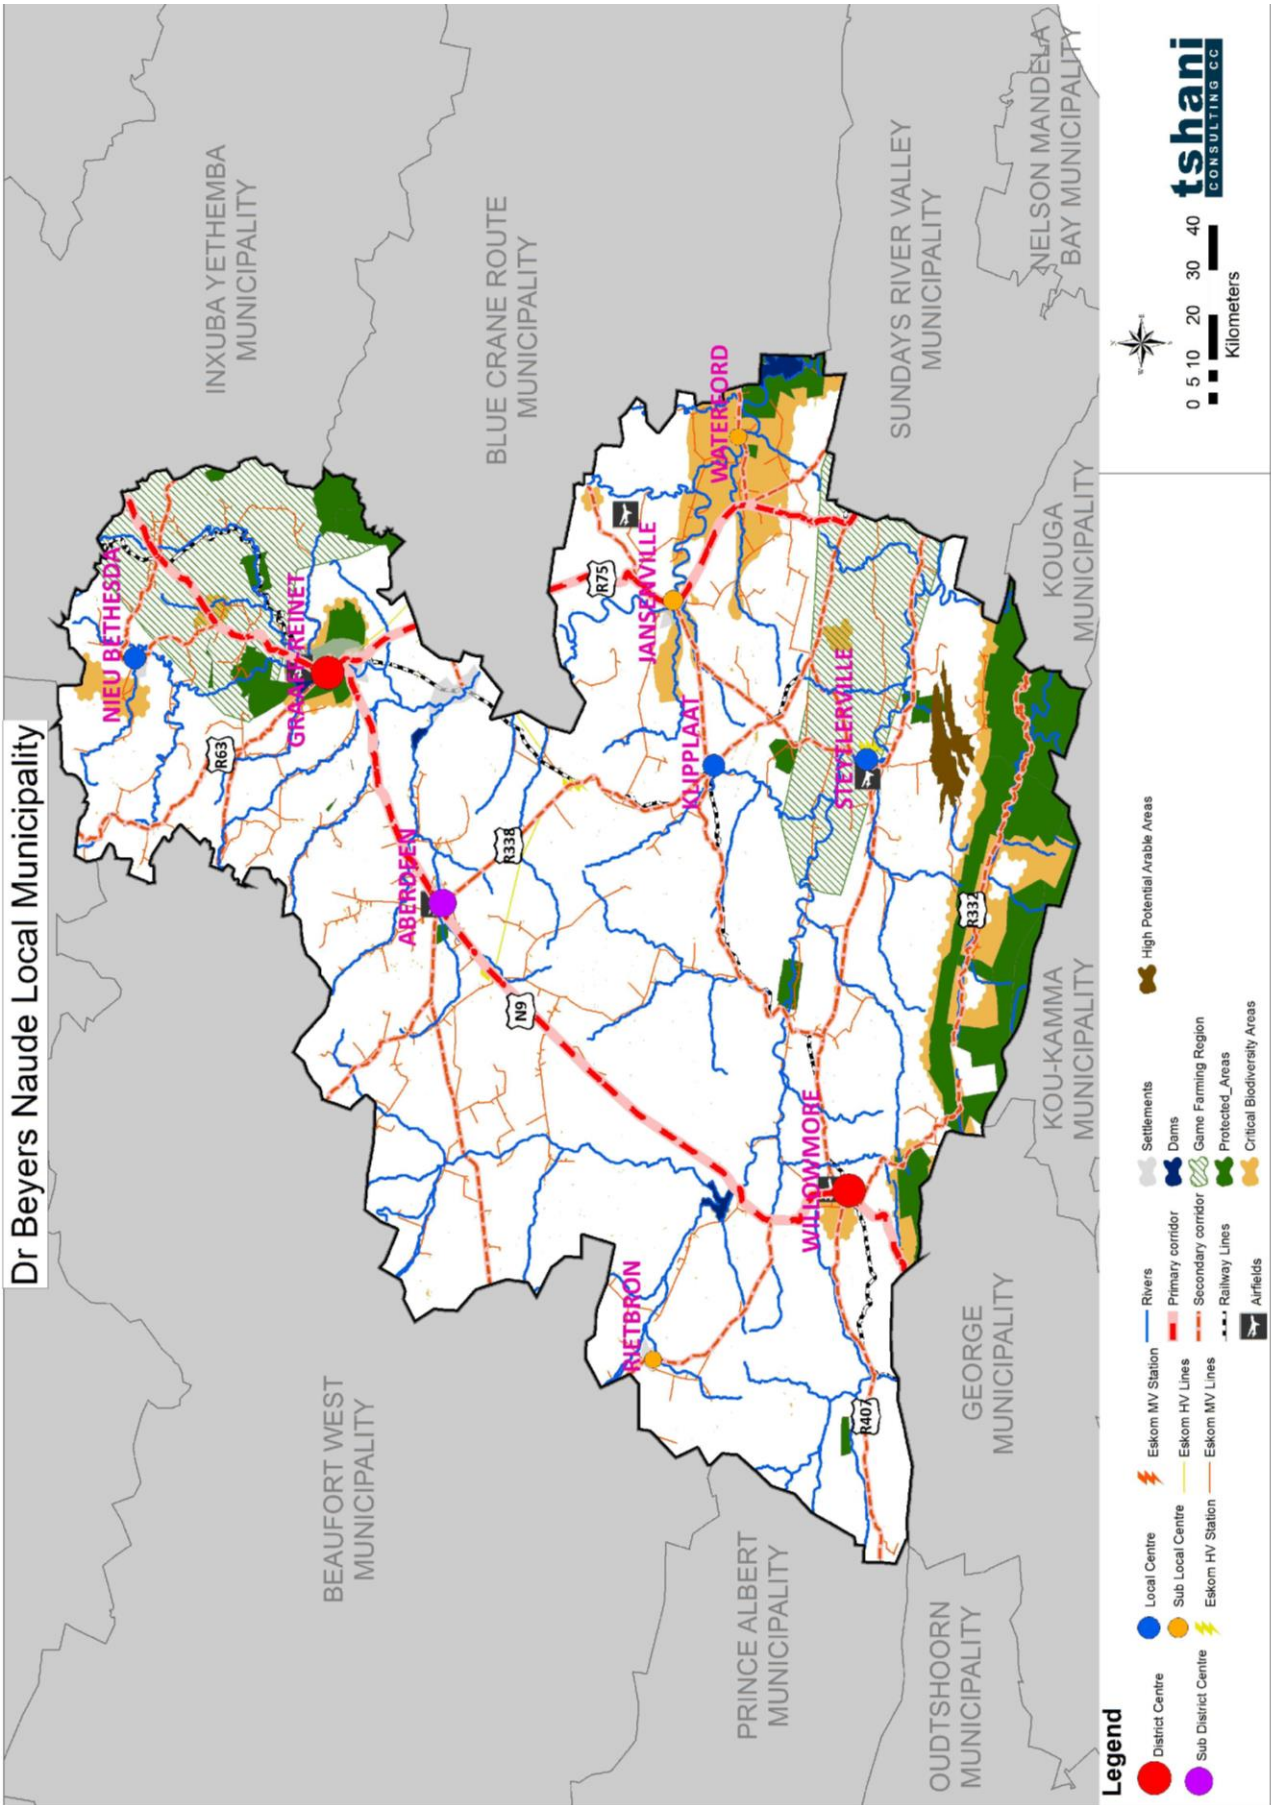 Dr Beyers Naude Local Municipality
INXUBA YETHEMBA
MUNICIPALITY
BLUE CRANE ROUTE
MUNICIPALITY
SUNDAYS RIVER VALLEY
MUNICIPALITY
NELSON MANDELA
BAY MUNICIPALITY
KOUGA
MUNICIPALITY
KOU-KAMMA
MUNICIPALITY
GEORGE
MUNICIPALITY
OUDTSHOORN
MUNICIPALITY
PRINCE ALBERT
MUNICIPALITY
BEAUFORT WEST
MUNICIPALITY
NIEU BETHESDA
GRAAFF REINET
R63
ABERDEEN
R338
N9
R75
JANSENVILLE
WATERFORD
KLIPPLAAT
STEYTLERVILLE
RIETBRON
WILLOWMORE
R332
R407
Legend
District Centre
Sub District Centre
Local Centre
Sub Local Centre
Eskom HV Station
Eskom MV Station
Eskom HV Lines
Eskom MV Lines
Rivers
Primary corridor
Secondary corridor
Railway Lines
Airfields
Settlements
Dams
Game Farming Region
Protected_Areas
Critical Biodiversity Areas
High Potential Arable Areas
N
W
E
S
0 5 10 20 30 40
Kilometers
tshani
CONSULTING CC